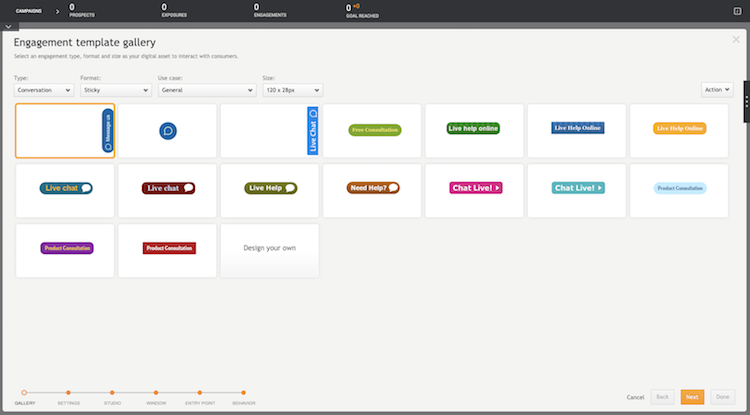 CAMPAIGNS
0
PROSPECTS
0
EXPOSURES
0
ENGAGEMENTS
0 +0
GOAL REACHED
Engagement template gallery
Select an engagement type, format and size as your digital asset to interact with consumers.
Type:
Format:
Use case:
Size:
Conversation
Sticky
General
120 x 28px
Action
Message us
Live Chat
Free Consultation
Live help online
Live Help Online
Live Help Online
Live chat
Live chat
Live Help
Need Help?
Chat Live!
Chat Live!
Product Consultation
Product Consultation
Product Consultation
Design your own
GALLERY
SETTINGS
STUDIO
WINDOW
ENTRY POINT
BEHAVIOR
Cancel
Back
Next
Done